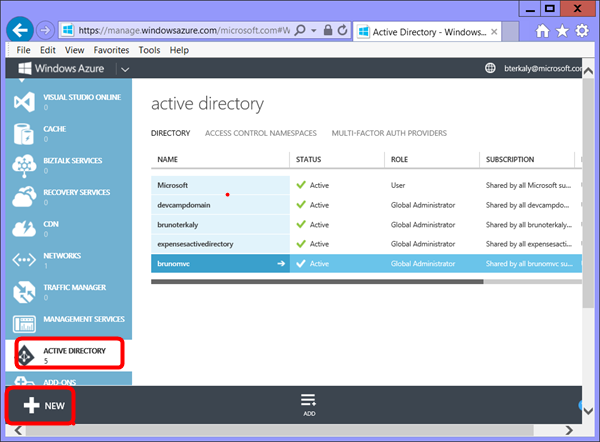 https://manage.windowsazure.com/microsoft.com#W
Active Directory - Windows...
File Edit View Favorites Tools Help
Windows Azure
bterkaly@microsoft.com
VISUAL STUDIO ONLINE
0
CACHE
0
BIZTALK SERVICES
0
RECOVERY SERVICES
0
CDN
0
NETWORKS
1
TRAFFIC MANAGER
0
MANAGEMENT SERVICES
ACTIVE DIRECTORY
5
ADD-ONS
active directory
DIRECTORY ACCESS CONTROL NAMESPACES MULTI-FACTOR AUTH PROVIDERS
NAME STATUS ROLE SUBSCRIPTION
Microsoft Active User Shared by all Microsoft su...
devcampdomain Active Global Administrator Shared by all devcampdo...
brunoterkaly Active Global Administrator Shared by all brunoterkaly...
expensesactivedirectory Active Global Administrator Shared by all expensesacti...
brunomvc Active Global Administrator Shared by all brunomvc su...
NEW
ADD